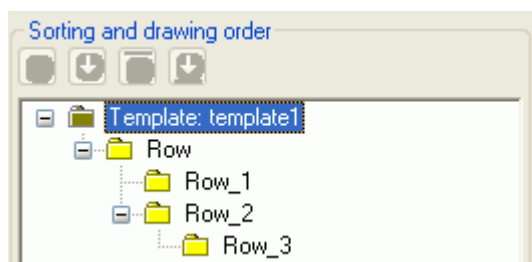 Sorting and drawing order
Template: template1
Row
Row_1
Row_2
Row_3